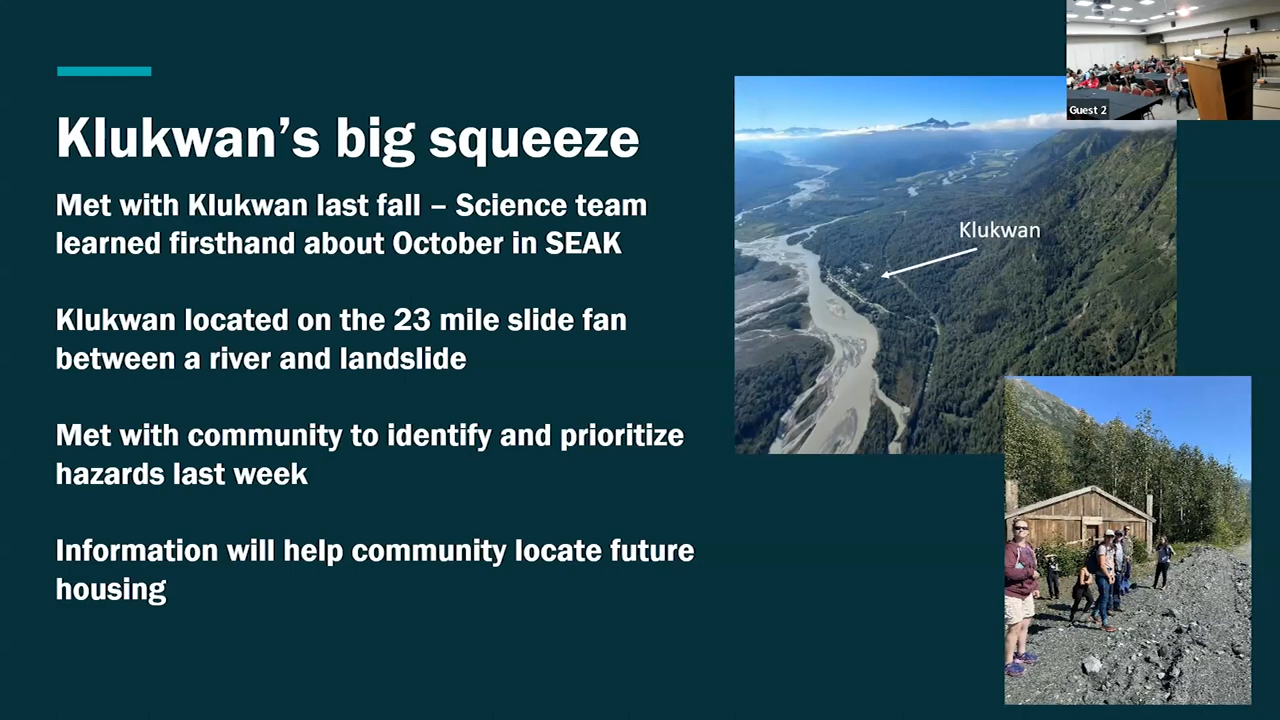 Klukwan's big squeeze
Met with Klukwan last fall – Science team
learned firsthand about October in SEAK
Klukwan located on the 23 mile slide fan
between a river and landslide
Met with community to identify and prioritize
hazards last week
Information will help community locate future
housing
Klukwan
Guest 2